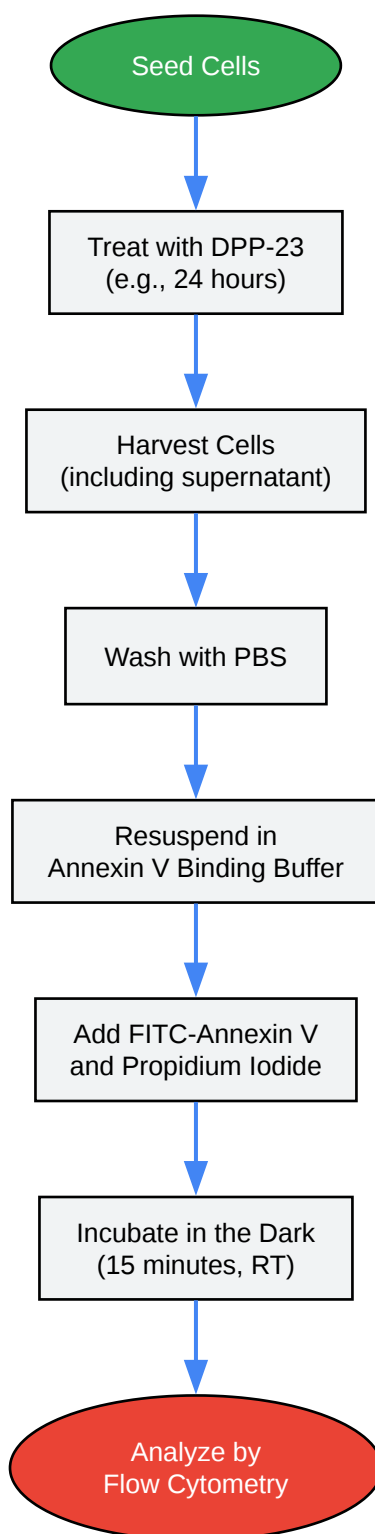 Seed Cells
Treat with DPP-23
(e.g., 24 hours)
Harvest Cells
(including supernatant)
Wash with PBS
Resuspend in
Annexin V Binding Buffer
Add FITC-Annexin V
and Propidium Iodide
Incubate in the Dark
(15 minutes, RT)
Analyze by
Flow Cytometry